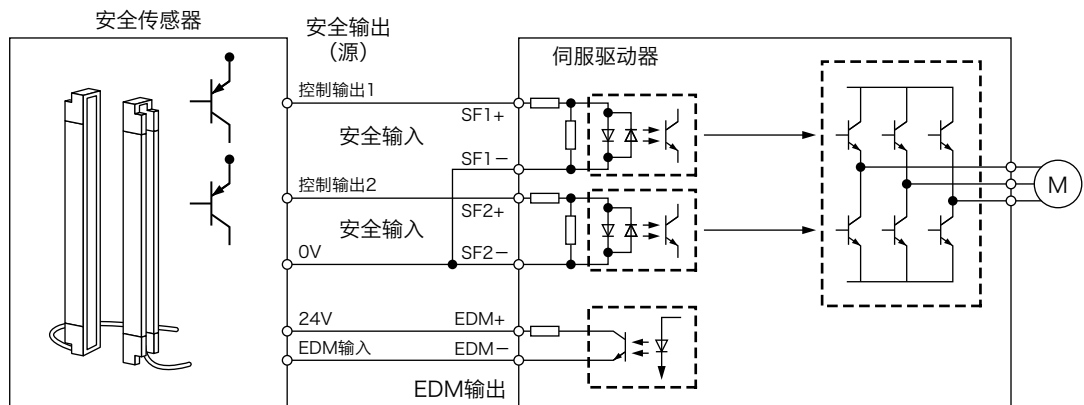 安全传感器
安全输出
（源）
伺服驱动器
控制输出1
SF1+
安全输入
SF1−
控制输出2
SF2+
安全输入
0V
SF2−
M
24V
EDM+
EDM输入
EDM−
EDM输出